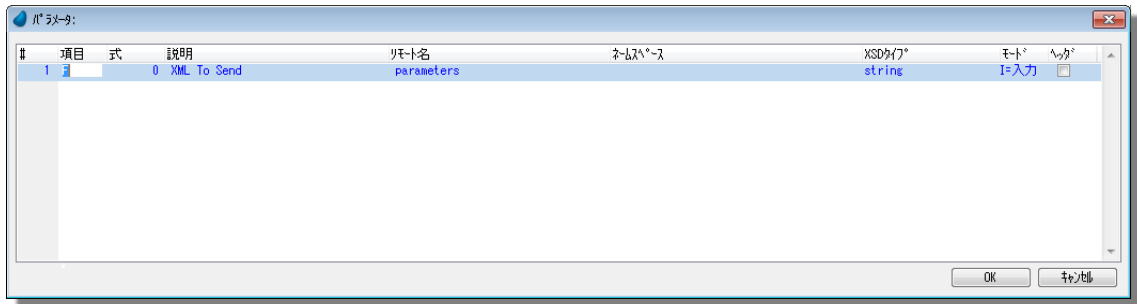 ﾊﾟﾗﾒｰﾀ:
# 項目 式 説明 ﾘﾓｰﾄ名 ﾈｰﾑｽﾍﾟｰｽ XSDﾀｲﾌﾟ ﾓｰﾄﾞ ﾍｯﾀﾞ
1 F 0 XML To Send parameters string I=入力
OK ｷｬﾝｾﾙ